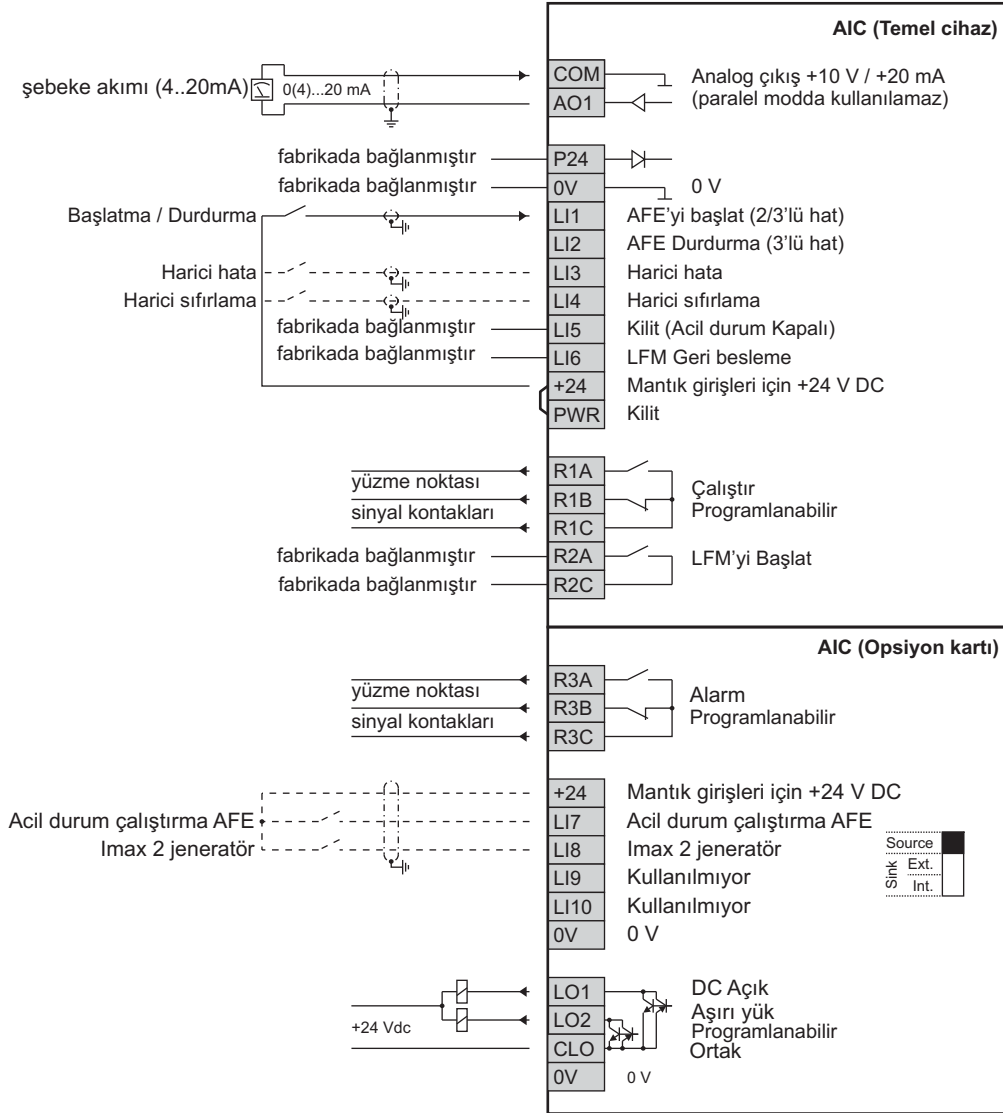 AIC (Temel cihaz)
şebeke akımı (4..20mA) 0(4)...20 mA COM Analog çıkış +10 V / +20 mA
AO1 (paralel modda kullanılamaz)
fabrikada bağlanmıştır P24
fabrikada bağlanmıştır 0V 0 V
Başlatma / Durdurma LI1 AFE'yi başlat (2/3'lü hat)
LI2 AFE Durdurma (3'lü hat)
Harici hata LI3 Harici hata
Harici sıfırlama LI4 Harici sıfırlama
fabrikada bağlanmıştır LI5 Kilit (Acil durum Kapalı)
fabrikada bağlanmıştır LI6 LFM Geri besleme
+24 Mantık girişleri için +24 V DC
PWR Kilit
yüzme noktası R1A Çalıştır
sinyal kontakları R1B Programlanabilir
R1C
fabrikada bağlanmıştır R2A LFM'yi Başlat
fabrikada bağlanmıştır R2C
AIC (Opsiyon kartı)
yüzme noktası R3A Alarm
sinyal kontakları R3B Programlanabilir
R3C
+24 Mantık girişleri için +24 V DC
Acil durum çalıştırma AFE LI7 Acil durum çalıştırma AFE
Imax 2 jeneratör LI8 Imax 2 jeneratör
LI9 Kullanılmıyor
LI10 Kullanılmıyor
0V 0 V
Source
Sink
Ext.
Int.
LO1 DC Açık
+24 Vdc LO2 Aşırı yük
Programlanabilir
CLO Ortak
0V 0 V